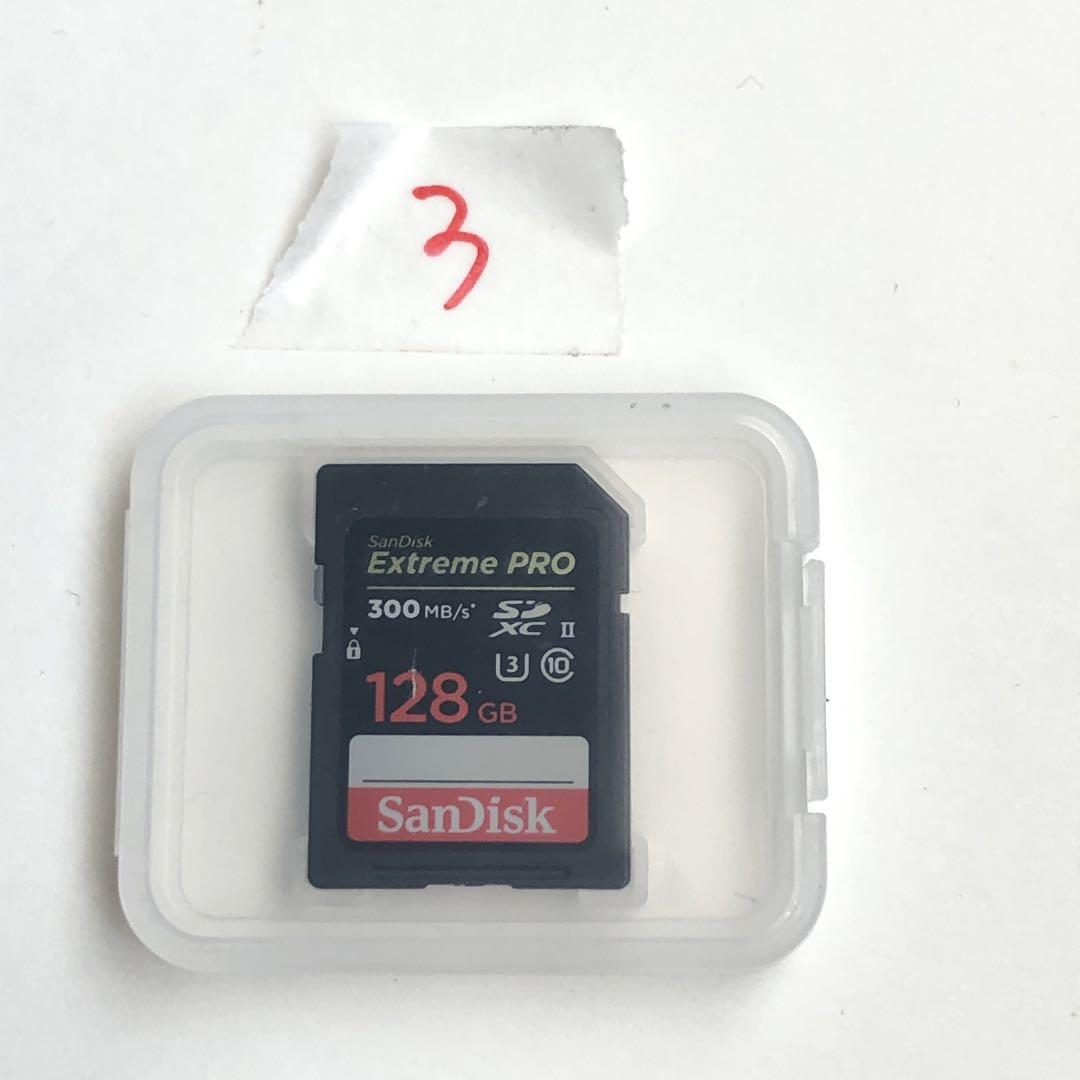 3
SanDisk
Extreme PRO
300 MB/s* SD XC II
3 10
128 GB
SanDisk